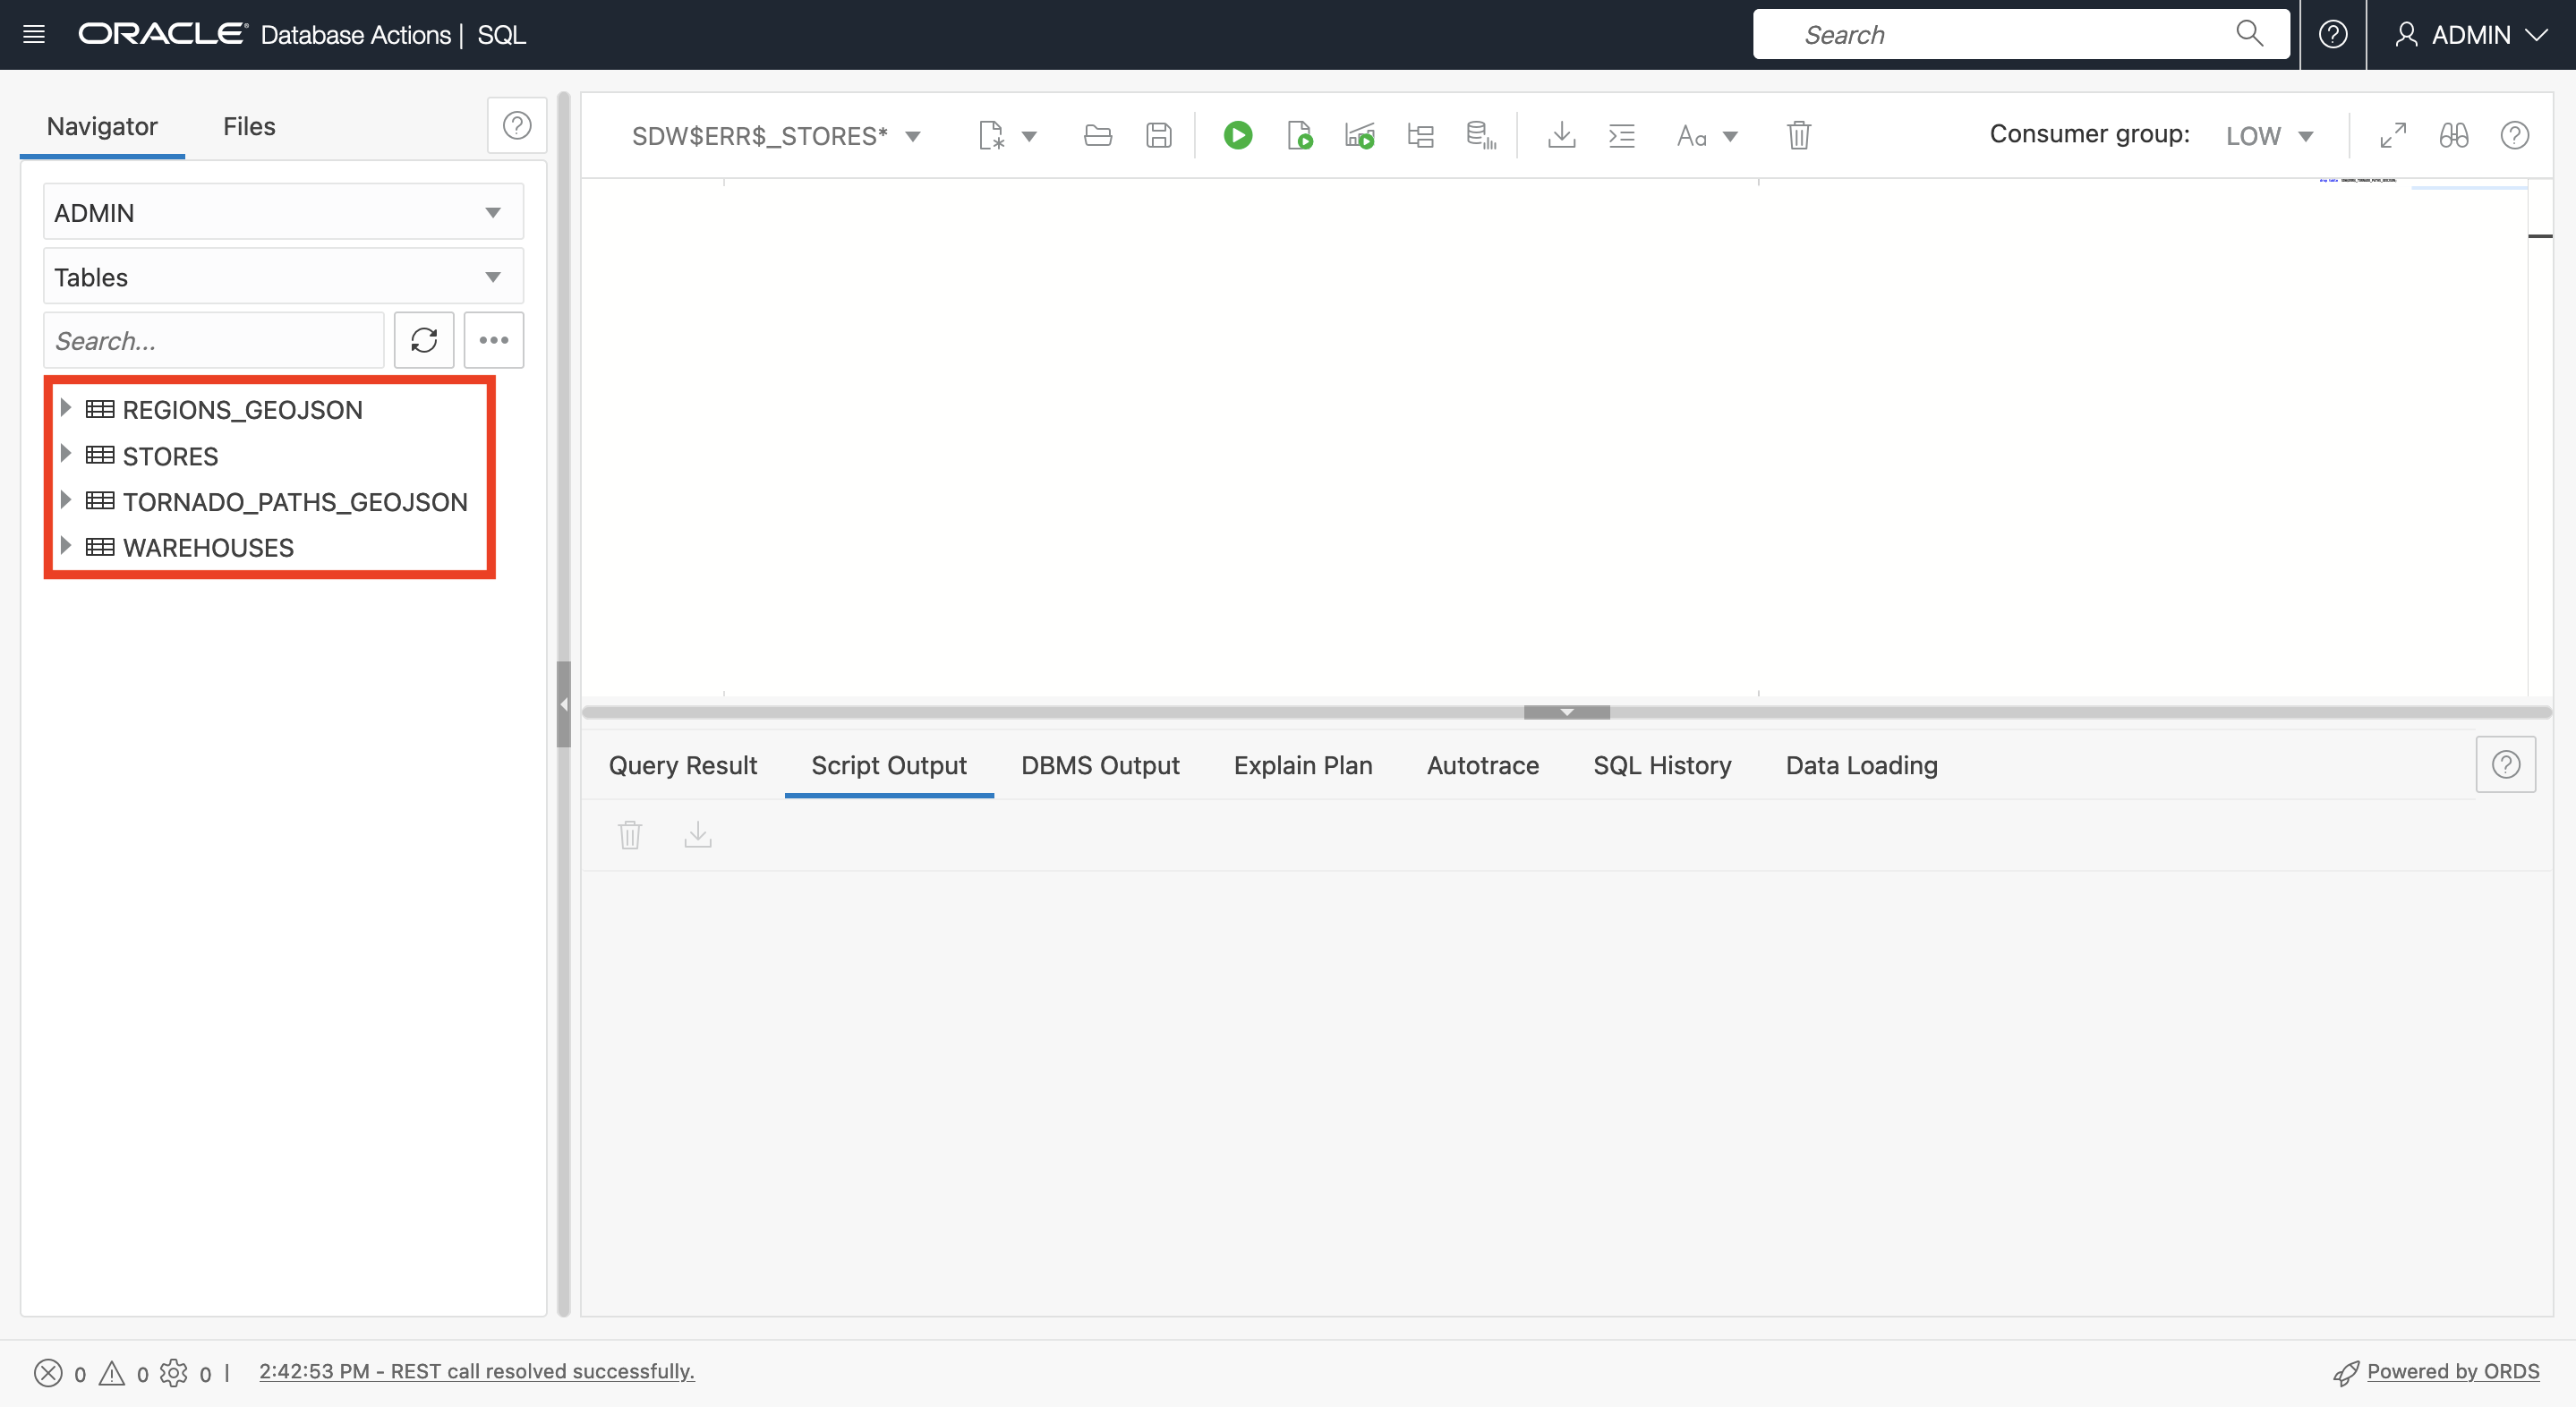 ORACLE Database Actions | SQL
Search
ADMIN
Navigator
Files
ADMIN
Tables
Search...
REGIONS_GEOJSON
STORES
TORNADO_PATHS_GEOJSON
WAREHOUSES
SDW$ERR$_STORES*
Aa
Consumer group: LOW
Query Result
Script Output
DBMS Output
Explain Plan
Autotrace
SQL History
Data Loading
0 0 0 | 2:42:53 PM - REST call resolved successfully.
Powered by ORDS